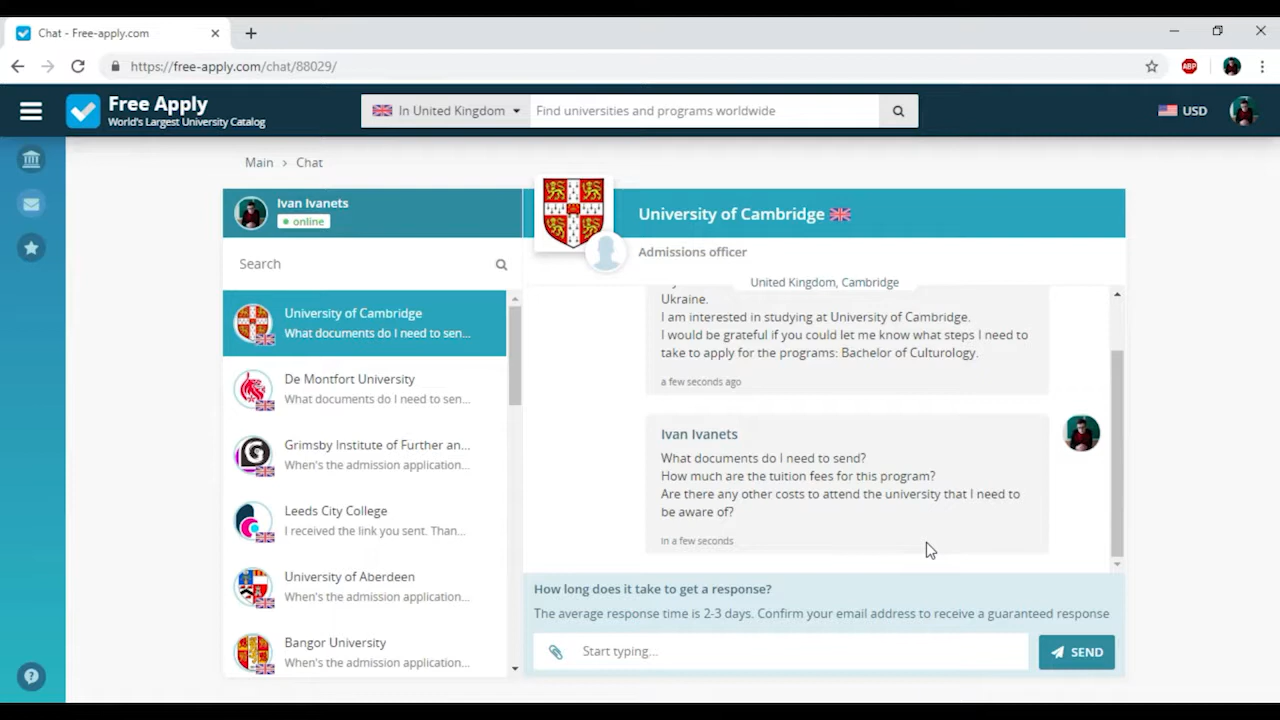 Chat - Free-apply.com
https://free-apply.com/chat/88029/
ABP
Free Apply
World's Largest University Catalog
In United Kingdom
Find universities and programs worldwide
USD
Main > Chat
Ivan Ivanets
online
Search
University of Cambridge
What documents do I need to sen...
De Montfort University
What documents do I need to sen...
Grimsby Institute of Further an...
When's the admission application...
Leeds City College
I received the link you sent. Than...
University of Aberdeen
When's the admission application...
Bangor University
When's the admission application...
University of Cambridge
Admissions officer
United Kingdom, Cambridge
Ukraine.
I am interested in studying at University of Cambridge.
I would be grateful if you could let me know what steps I need to
take to apply for the programs: Bachelor of Culturology.
a few seconds ago
Ivan Ivanets
What documents do I need to send?
How much are the tuition fees for this program?
Are there any other costs to attend the university that I need to
be aware of?
in a few seconds
How long does it take to get a response?
The average response time is 2-3 days. Confirm your email address to receive a guaranteed response
Start typing...
SEND